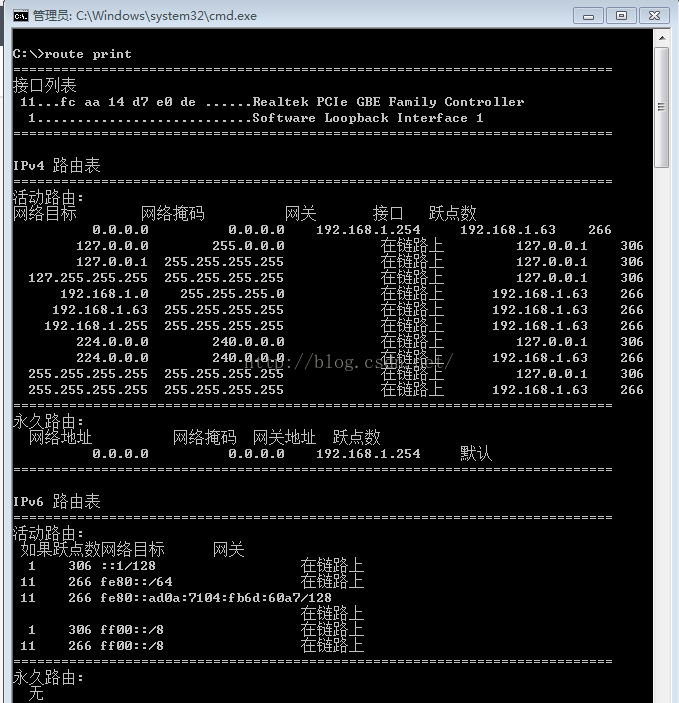 管理员: C:\Windows\system32\cmd.exe
C:\>route print
===========================================================================
接口列表
11...fc aa 14 d7 e0 de ......Realtek PCIe GBE Family Controller
1...........................Software Loopback Interface 1
===========================================================================
IPv4 路由表
===========================================================================
活动路由:
网络目标 网络掩码 网关 接口 跃点数
0.0.0.0 0.0.0.0 192.168.1.254 192.168.1.63 266
127.0.0.0 255.0.0.0 在链路上 127.0.0.1 306
127.0.0.1 255.255.255.255 在链路上 127.0.0.1 306
127.255.255.255 255.255.255.255 在链路上 127.0.0.1 306
192.168.1.0 255.255.255.0 在链路上 192.168.1.63 266
192.168.1.63 255.255.255.255 在链路上 192.168.1.63 266
192.168.1.255 255.255.255.255 在链路上 192.168.1.63 266
224.0.0.0 240.0.0.0 在链路上 127.0.0.1 306
224.0.0.0 240.0.0.0 在链路上 192.168.1.63 266
http://blog.csdn.net/
255.255.255.255 255.255.255.255 在链路上 127.0.0.1 306
255.255.255.255 255.255.255.255 在链路上 192.168.1.63 266
===========================================================================
永久路由:
网络地址 网络掩码 网关地址 跃点数
0.0.0.0 0.0.0.0 192.168.1.254 默认
===========================================================================
IPv6 路由表
===========================================================================
活动路由:
如果跃点数网络目标 网关
1 306 ::1/128 在链路上
11 266 fe80::/64 在链路上
11 266 fe80::ad0a:7104:fb6d:60a7/128
在链路上
1 306 ff00::/8 在链路上
11 266 ff00::/8 在链路上
===========================================================================
永久路由:
无